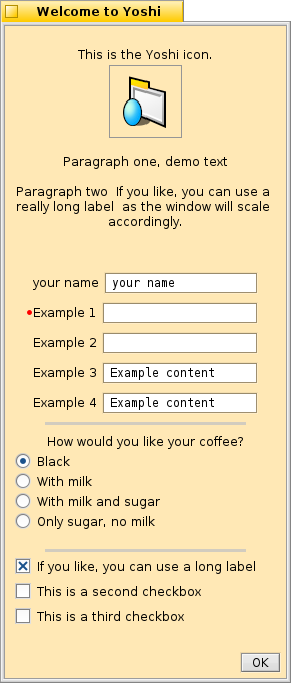 Welcome to Yoshi
This is the Yoshi icon.
Paragraph one, demo text
Paragraph two  If you like, you can use a
really long label  as the window will scale
accordingly.
your name your name
Example 1
Example 2
Example 3 Example content
Example 4 Example content
How would you like your coffee?
Black
With milk
With milk and sugar
Only sugar, no milk
If you like, you can use a long label
This is a second checkbox
This is a third checkbox
OK